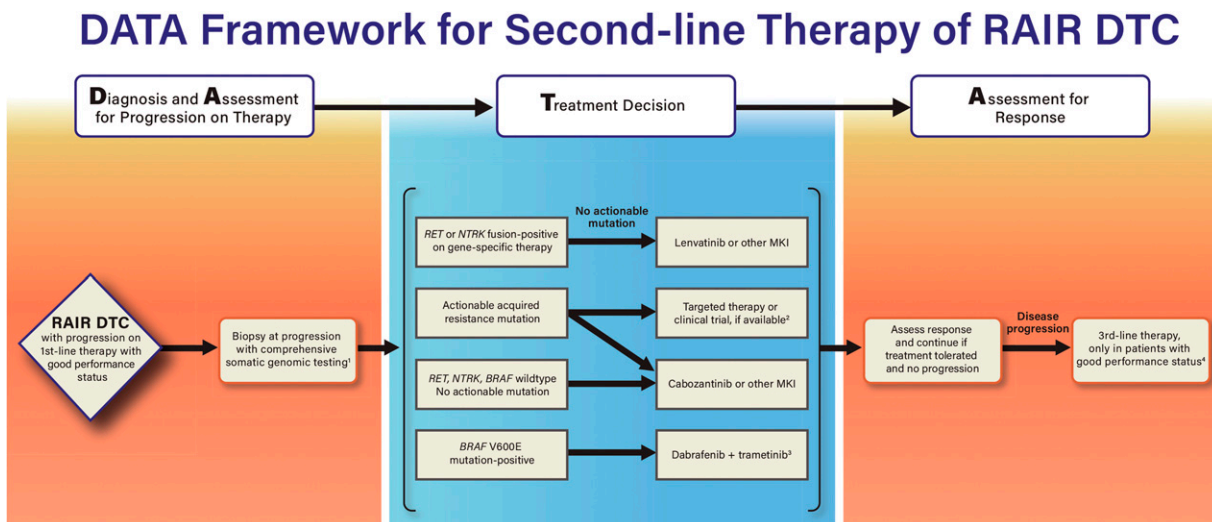 DATA Framework for Second-line Therapy of RAIR DTC
Diagnosis and Assessment
for Progression on Therapy
Treatment Decision
Assessment for
Response
RAIR DTC
with progression on
1st-line therapy with
good performance
status
Biopsy at progression
with comprehensive
somatic genomic testing¹
RET or NTRK fusion-positive
on gene-specific therapy
No actionable
mutation
Lenvatinib or other MKI
Actionable acquired
resistance mutation
Targeted therapy or
clinical trial, if available²
RET, NTRK, BRAF wildtype
No actionable mutation
Cabozantinib or other MKI
BRAF V600E
mutation-positive
Dabrafenib + trametinib³
Assess response
and continue if
treatment tolerated
and no progression
Disease
progression
3rd-line therapy,
only in patients with
good performance status⁴